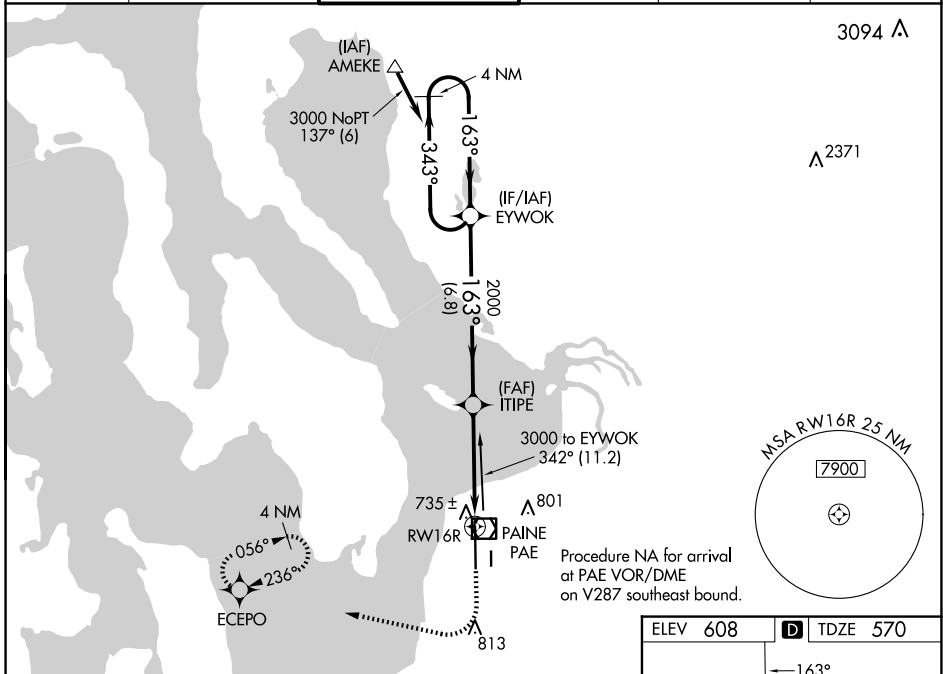 3094
(IAF)
AMEKE
4 NM
3000 NoPT
137° (6)
163°
343°
2371
(IF/IAF)
EYWOK
2000
163°
(6.8)
(FAF)
ITIPE
3000 to EYWOK
342° (11.2)
MSA RW16R 25 NM
7900
735 ±
801
RW16R
PAINE
PAE
4 NM
056°
236°
ECEPO
Procedure NA for arrival
at PAE VOR/DME
on V287 southeast bound.
813
ELEV 608 D TDZE 570
163°